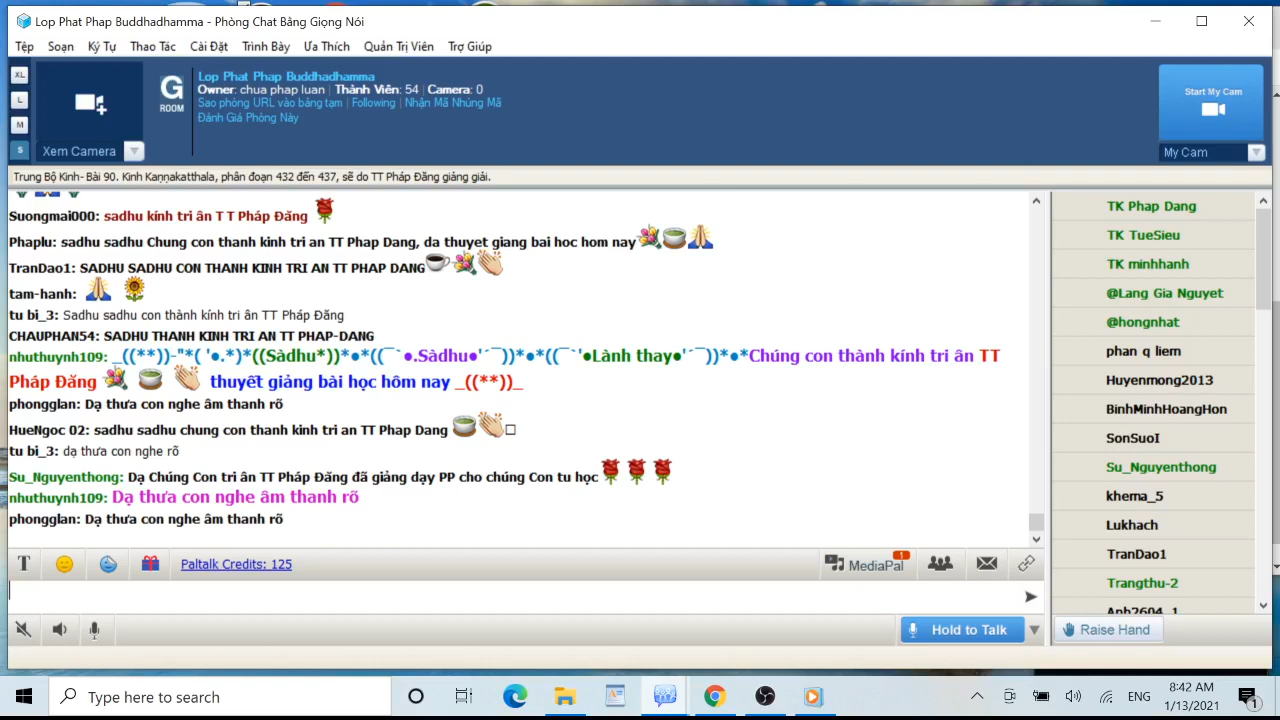 Lop Phat Phap Buddhadhamma - Phòng Chat Bằng Giọng Nói
Tệp Soạn Ký Tự Thao Tác Cài Đặt Trình Bày Ưa Thích Quản Trị Viên Trợ Giúp
XL
L
M
S
Xem Camera
G
ROOM
Lop Phat Phap Buddhadhamma
Owner: chua phap luan | Thành Viên: 54 | Camera: 0
Sao phòng URL vào bảng tạm | Following | Nhận Mã Nhúng Mã
Đánh Giá Phòng Này
Start My Cam
My Cam
Trung Bộ Kinh- Bài 90. Kinh Kaṇṇakatthala, phân đoạn 432 đến 437, sẽ do TT Pháp Đăng giảng giải.
Suongmai000: sadhu kính tri ân T T Pháp Đăng
Phaplu: sadhu sadhu Chung con thanh kinh tri an TT Phap Dang, da thuyet giang bai hoc hom nay
TranDao1: SADHU SADHU CON THANH KINH TRI AN TT PHAP DANG
tam-hanh:
tu bi_3: Sadhu sadhu con thành kính tri ân TT Pháp Đăng
CHAUPHAN54: SADHU THANH KINH TRI AN TT PHAP-DANG
nhuthuynh109: _((**))-"*( '●.*)*((Sàdhu*))*●*((¯`●.Sàdhu●'´¯))*●*((¯`'●Lành thay●'´¯))*●*Chúng con thành kính tri ân TT
Pháp Đăng thuyết giảng bài học hôm nay _((**))_
phongglan: Dạ thưa con nghe âm thanh rõ
HueNgoc 02: sadhu sadhu chung con thanh kinh tri an TT Phap Dang
tu bi_3: dạ thưa con nghe rõ
Su_Nguyenthong: Dạ Chúng Con tri ân TT Pháp Đăng đã giảng dạy PP cho chúng Con tu học
nhuthuynh109: Dạ thưa con nghe âm thanh rõ
phongglan: Dạ thưa con nghe âm thanh rõ
TK Phap Dang
TK TueSieu
TK minhhanh
@Lang Gia Nguyet
@hongnhat
phan q liem
Huyenmong2013
BinhMinhHoangHon
SonSuoI
Su_Nguyenthong
khema_5
Lukhach
TranDao1
Trangthu-2
Anh2604_1
T
Paltalk Credits: 125
MediaPal
1
Hold to Talk
Raise Hand
Type here to search
ENG
8:42 AM
1/13/2021
1